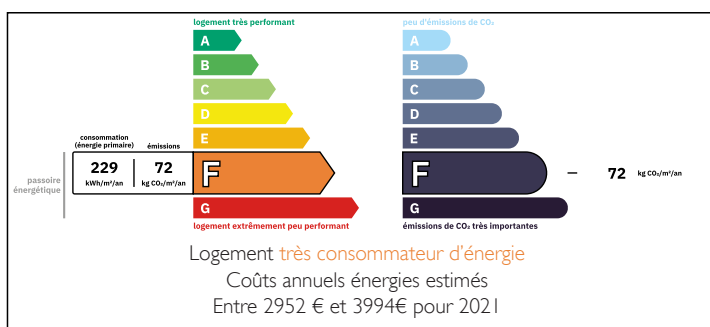 logement très performant
A
B
C
D
E
F
G
logement extrêmement peu performant
consommation
(énergie primaire)
émissions
229
72
kWh/m²/an
kg CO₂/m²/an
passoire
énergétique
peu d'émissions de CO₂
A
B
C
D
E
F
G
72
kg CO₂/m²/an
émissions de CO₂ très importantes
Logement très consommateur d'énergie
Coûts annuels énergies estimés
Entre 2952 € et 3994€ pour 2021